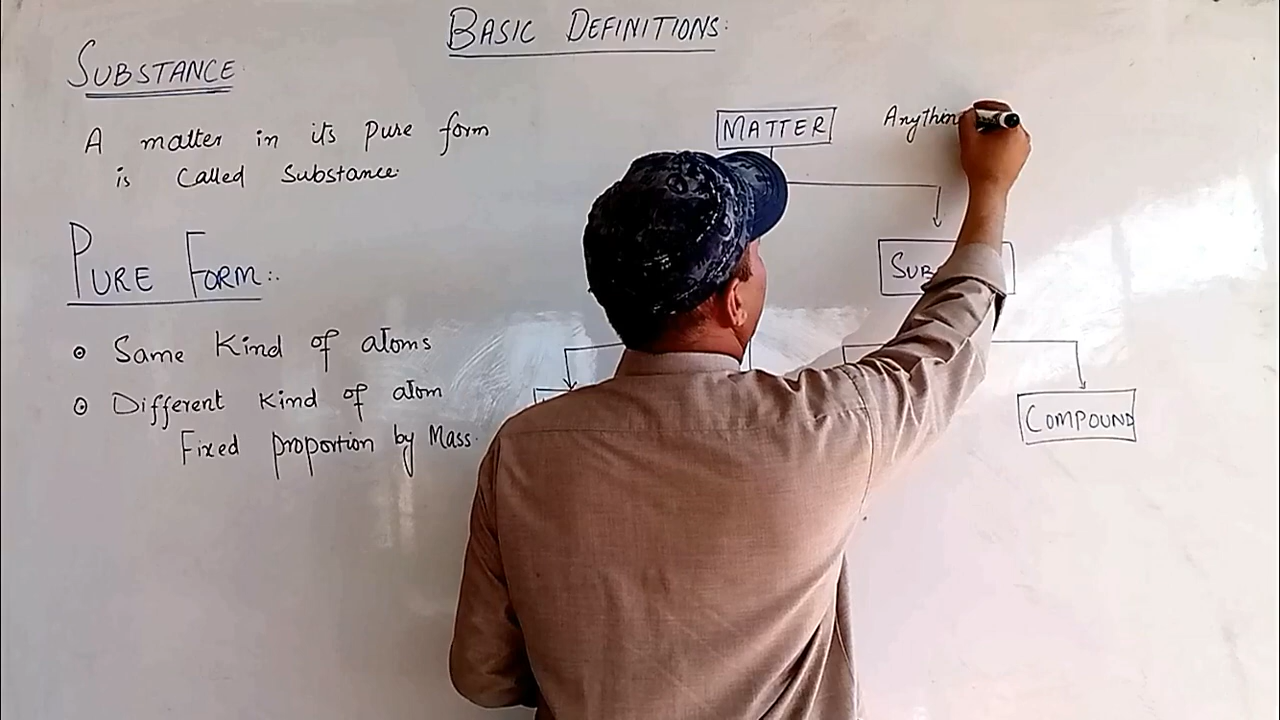 BASIC DEFINITIONS:
SUBSTANCE
A matter in its pure form
is Called Substance.
PURE FORM:.
Same Kind of atoms
Different Kind of atom
Fixed proportion by Mass.
MATTER
Anythin
SUB
COMPOUND